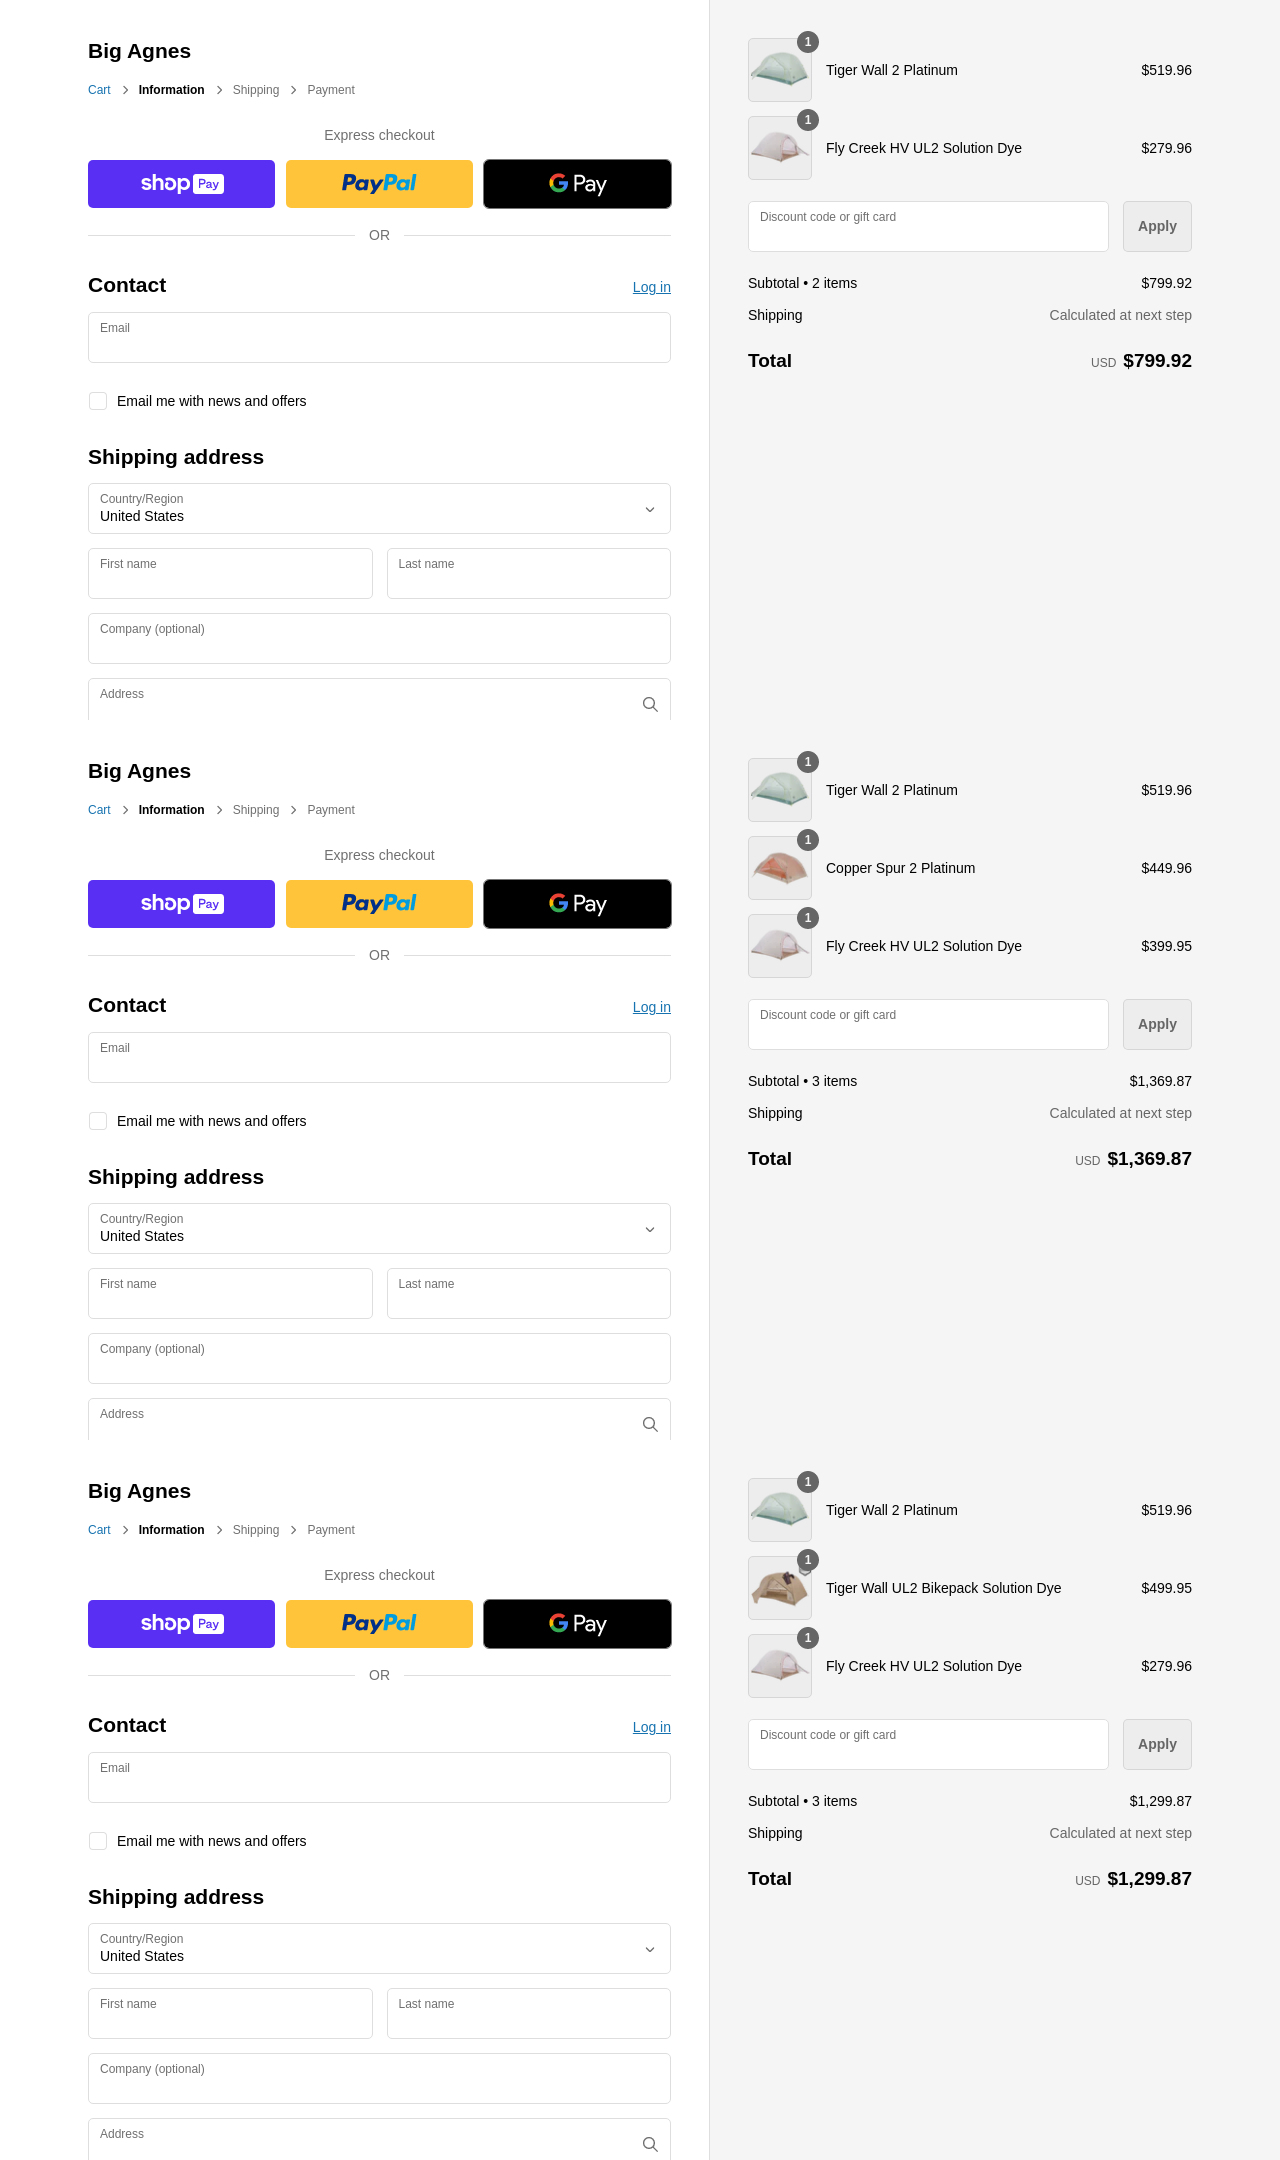 Big Agnes
Cart
Information
Shipping
Payment
Express checkout
shop Pay
PayPal
G Pay
OR
Contact
Log in
Email
Email me with news and offers
Shipping address
Country/Region
United States
First name
Last name
Company (optional)
Address
1
Tiger Wall 2 Platinum
$519.96
1
Fly Creek HV UL2 Solution Dye
$279.96
Discount code or gift card
Apply
Subtotal • 2 items
$799.92
Shipping
Calculated at next step
Total
USD $799.92
Big Agnes
Cart
Information
Shipping
Payment
Express checkout
shop Pay
PayPal
G Pay
OR
Contact
Log in
Email
Email me with news and offers
Shipping address
Country/Region
United States
First name
Last name
Company (optional)
Address
1
Tiger Wall 2 Platinum
$519.96
1
Copper Spur 2 Platinum
$449.96
1
Fly Creek HV UL2 Solution Dye
$399.95
Discount code or gift card
Apply
Subtotal • 3 items
$1,369.87
Shipping
Calculated at next step
Total
USD $1,369.87
Big Agnes
Cart
Information
Shipping
Payment
Express checkout
shop Pay
PayPal
G Pay
OR
Contact
Log in
Email
Email me with news and offers
Shipping address
Country/Region
United States
First name
Last name
Company (optional)
Address
1
Tiger Wall 2 Platinum
$519.96
1
Tiger Wall UL2 Bikepack Solution Dye
$499.95
1
Fly Creek HV UL2 Solution Dye
$279.96
Discount code or gift card
Apply
Subtotal • 3 items
$1,299.87
Shipping
Calculated at next step
Total
USD $1,299.87